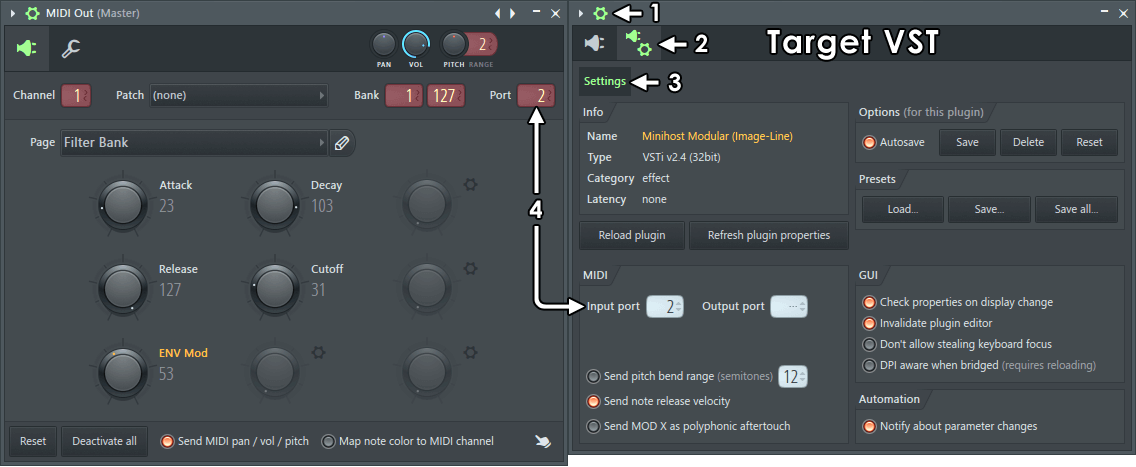 MIDI Out (Master)
PAN VOL PITCH RANGE
2
Channel 1 Patch (none) Bank 1 127 Port 2
Page Filter Bank
Attack
23
Decay
103
Release
127
Cutoff
31
ENV Mod
53
Reset Deactivate all Send MIDI pan / vol / pitch Map note color to MIDI channel
1
2
Target VST
Settings
3
Info
Name Minihost Modular (Image-Line)
Type VSTi v2.4 (32bit)
Category effect
Latency none
Reload plugin Refresh plugin properties
Options (for this plugin)
Autosave Save Delete Reset
Presets
Load... Save... Save all...
4
MIDI
Input port 2 Output port ---
Send pitch bend range (semitones) 12
Send note release velocity
Send MOD X as polyphonic aftertouch
GUI
Check properties on display change
Invalidate plugin editor
Don't allow stealing keyboard focus
DPI aware when bridged (requires reloading)
Automation
Notify about parameter changes